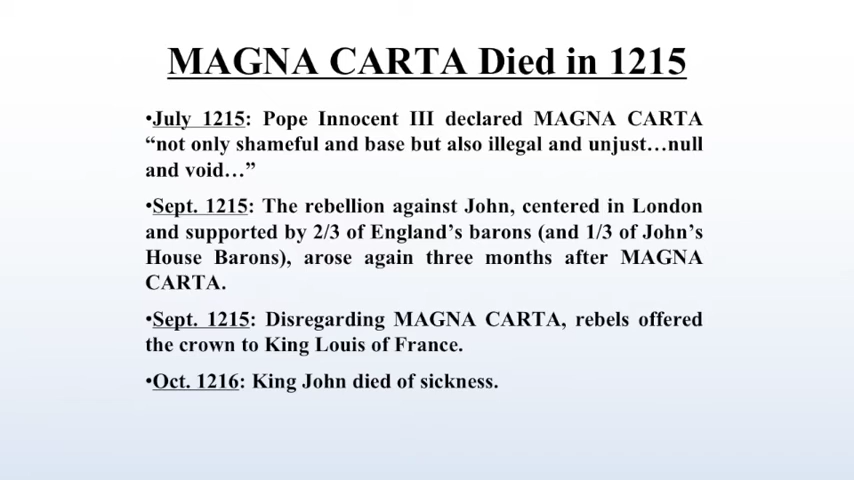 MAGNA CARTA Died in 1215
•July 1215: Pope Innocent III declared MAGNA CARTA
“not only shameful and base but also illegal and unjust…null
and void…”
•Sept. 1215: The rebellion against John, centered in London
and supported by 2/3 of England’s barons (and 1/3 of John’s
House Barons), arose again three months after MAGNA
CARTA.
•Sept. 1215: Disregarding MAGNA CARTA, rebels offered
the crown to King Louis of France.
•Oct. 1216: King John died of sickness.